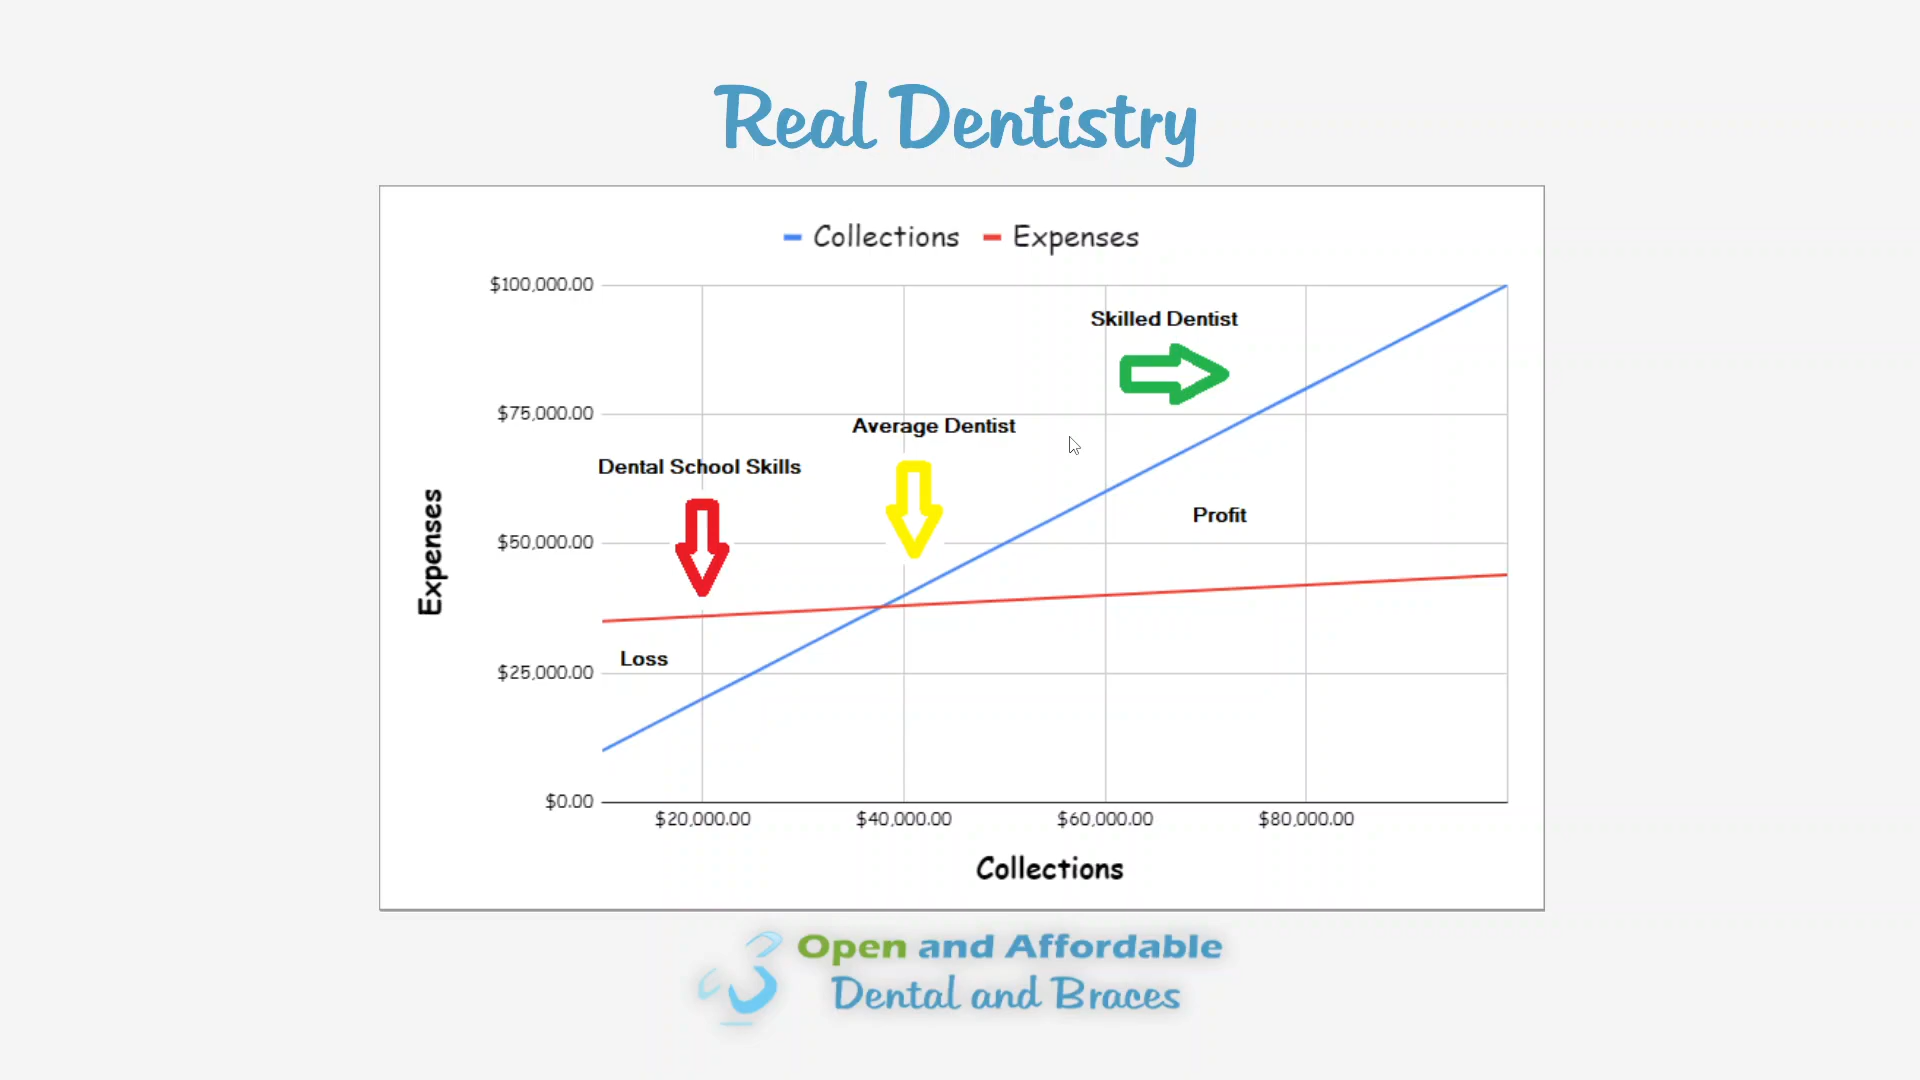 Real Dentistry
Collections Expenses
$100,000.00
Skilled Dentist
$75,000.00
Average Dentist
Dental School Skills
Profit
$50,000.00
Expenses
Loss
$25,000.00
$0.00
$20,000.00 $40,000.00 $60,000.00 $80,000.00
Collections
Open and Affordable
Dental and Braces